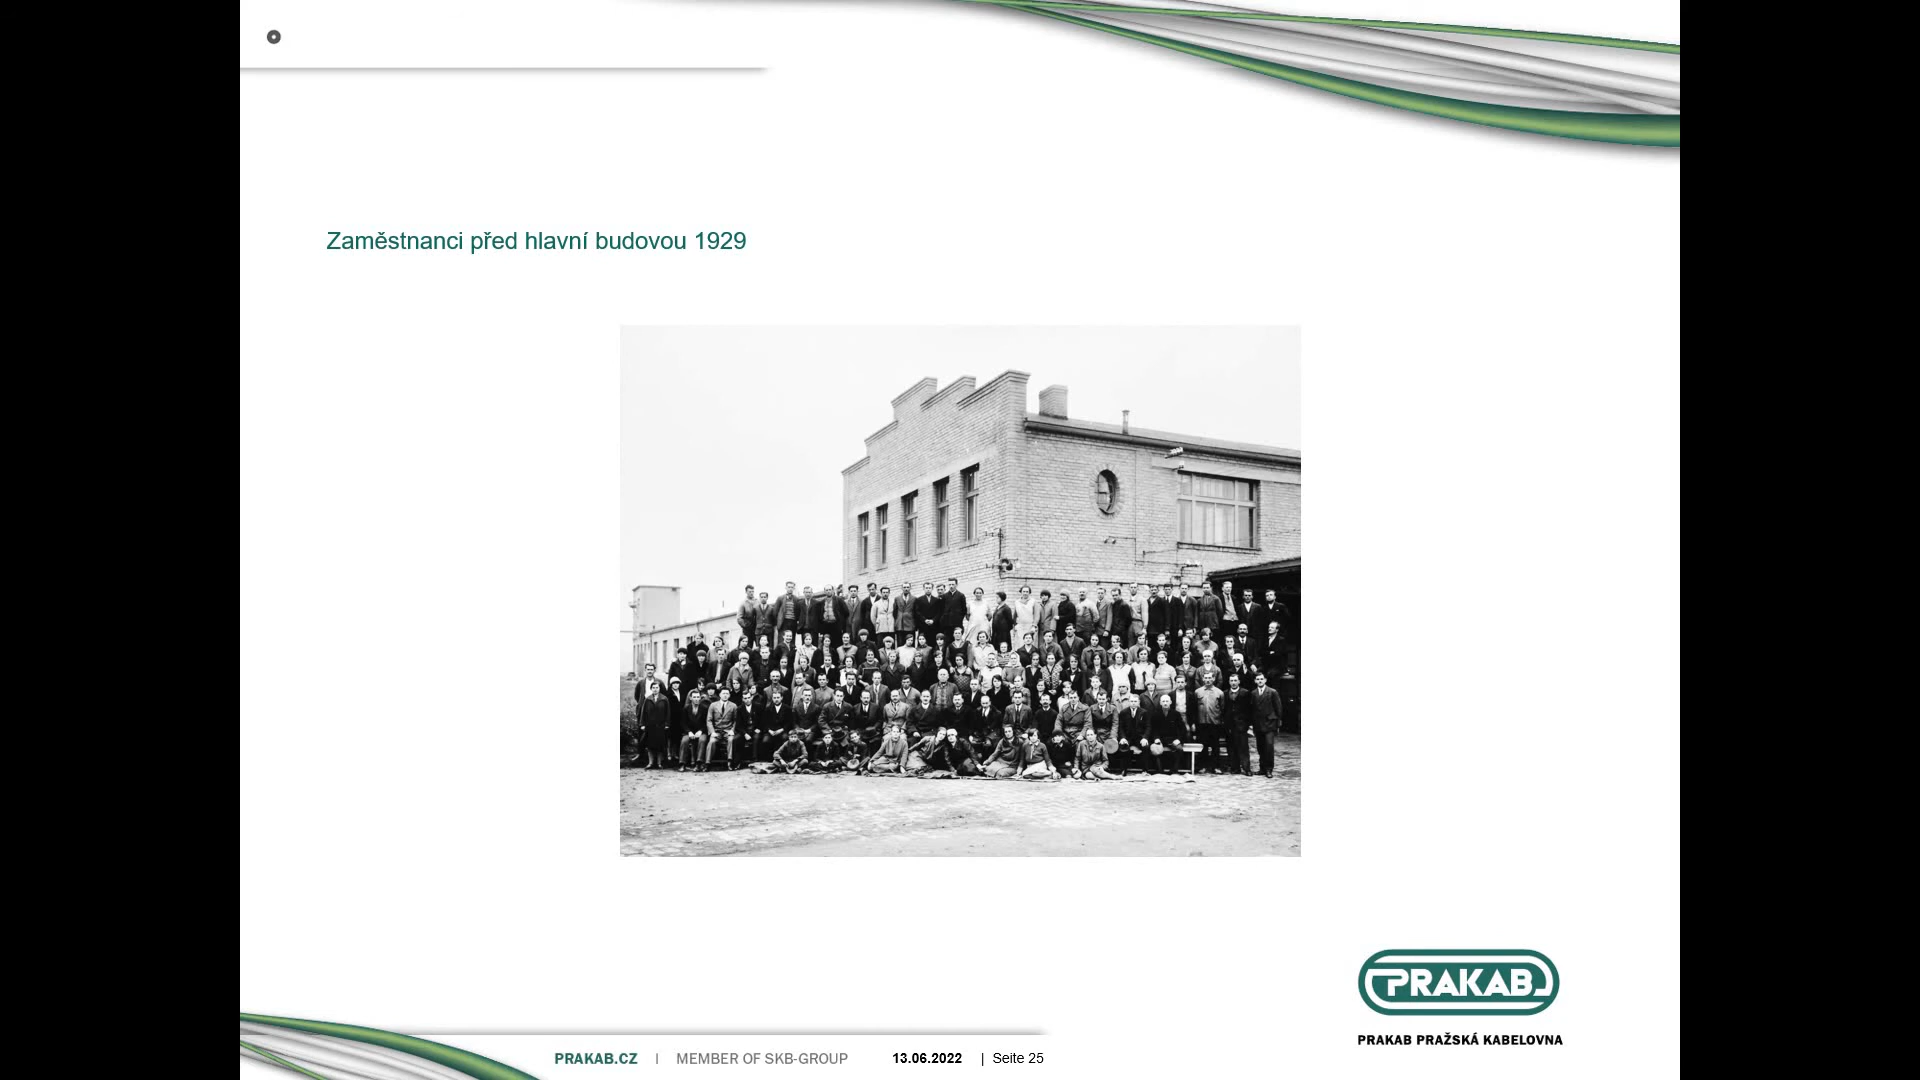 Zaměstnanci před hlavní budovou 1929
PRAKAB
PRAKAB PRAŽSKÁ KABELOVNA
PRAKAB.CZ | MEMBER OF SKB-GROUP 13.06.2022 | Seite 25